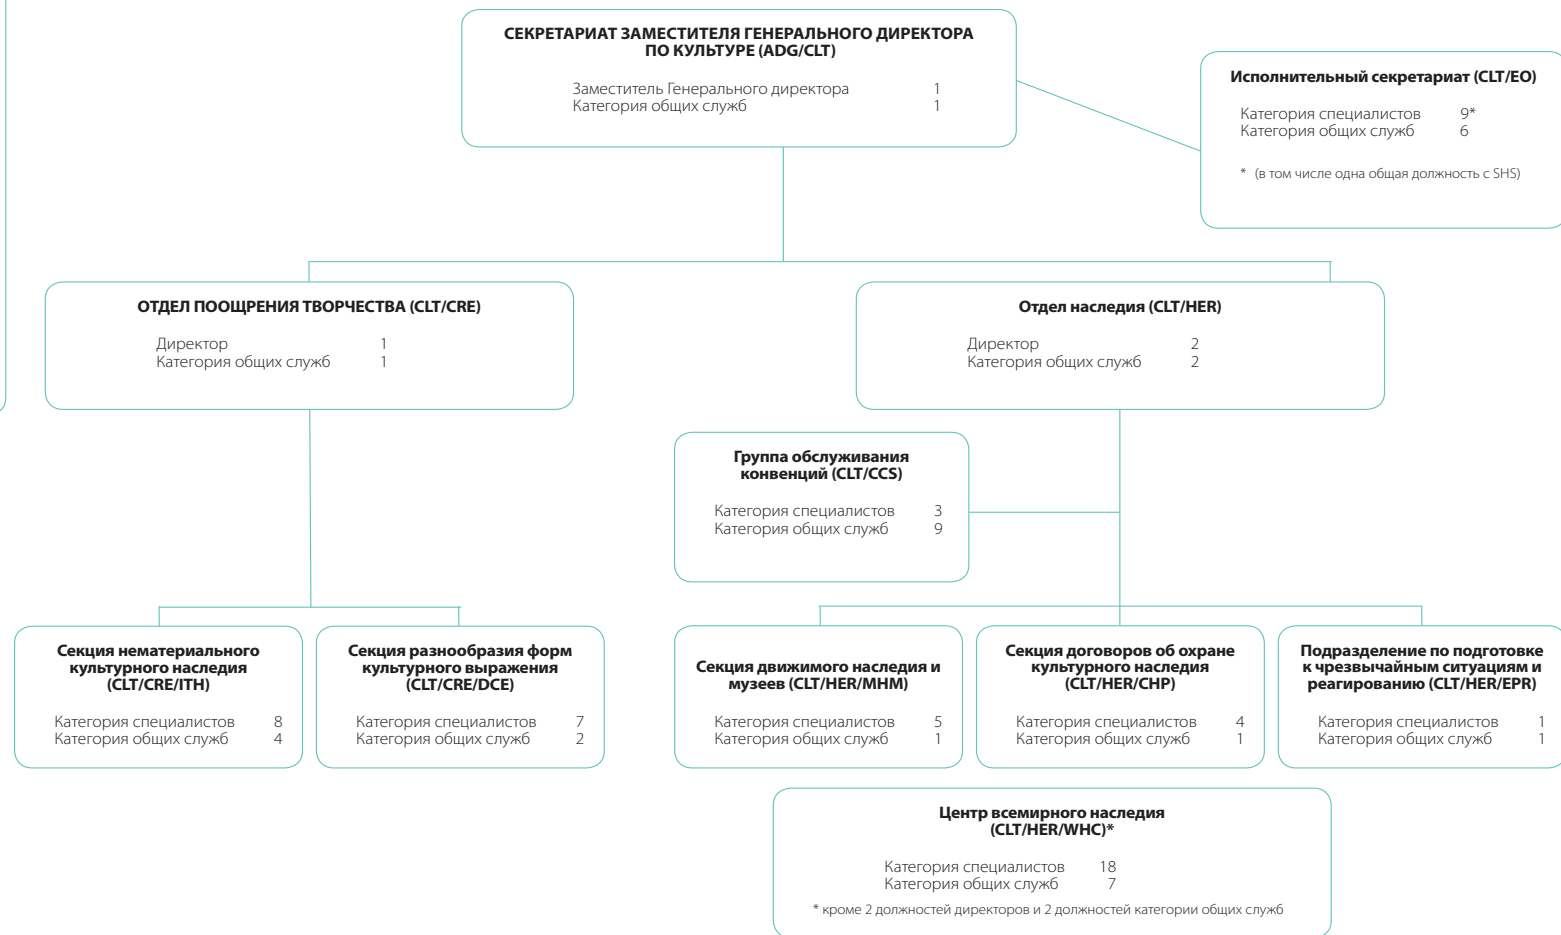 СЕКРЕТАРИАТ ЗАМЕСТИТЕЛЯ ГЕНЕРАЛЬНОГО ДИРЕКТОРА
ПО КУЛЬТУРЕ (ADG/CLT)
Заместитель Генерального директора 1
Категория общих служб 1
Исполнительный секретариат (CLT/EO)
Категория специалистов 9*
Категория общих служб 6
* (в том числе одна общая должность с SHS)
ОТДЕЛ ПООЩРЕНИЯ ТВОРЧЕСТВА (CLT/CRE)
Директор 1
Категория общих служб 1
Отдел наследия (CLT/HER)
Директор 2
Категория общих служб 2
Группа обслуживания
конвенций (CLT/CCS)
Категория специалистов 3
Категория общих служб 9
Секция нематериального
культурного наследия
(CLT/CRE/ITH)
Категория специалистов 8
Категория общих служб 4
Секция разнообразия форм
культурного выражения
(CLT/CRE/DCE)
Категория специалистов 7
Категория общих служб 2
Секция движимого наследия и
музеев (CLT/HER/MHM)
Категория специалистов 5
Категория общих служб 1
Секция договоров об охране
культурного наследия
(CLT/HER/CHP)
Категория специалистов 4
Категория общих служб 1
Подразделение по подготовке
к чрезвычайным ситуациям и
реагированию (CLT/HER/EPR)
Категория специалистов 1
Категория общих служб 1
Центр всемирного наследия
(CLT/HER/WHC)*
Категория специалистов 18
Категория общих служб 7
* кроме 2 должностей директоров и 2 должностей категории общих служб